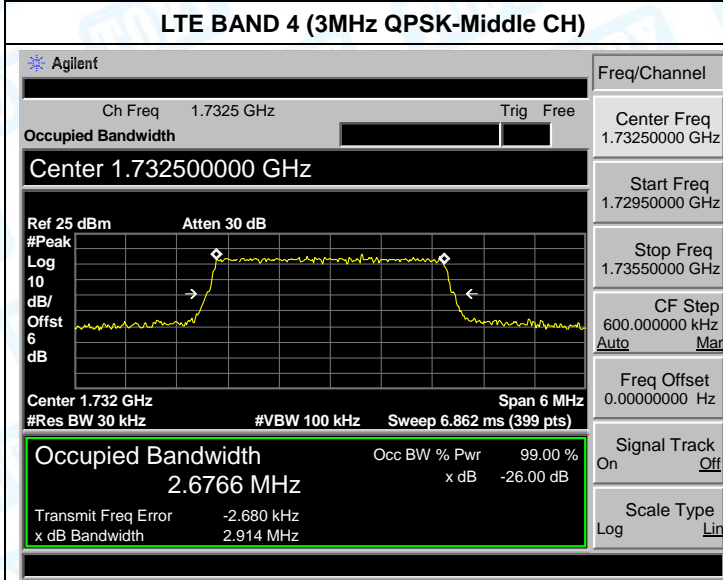 LTE BAND 4 (3MHz QPSK-Middle CH)
Agilent
Ch Freq 1.7325 GHz Trig Free
Occupied Bandwidth
Center 1.732500000 GHz
Ref 25 dBm Atten 30 dB
#Peak
Log
10
dB/
Offst
6
dB
Center 1.732 GHz Span 6 MHz
#Res BW 30 kHz #VBW 100 kHz Sweep 6.862 ms (399 pts)
Occupied Bandwidth Occ BW % Pwr 99.00 %
2.6766 MHz x dB -26.00 dB
Transmit Freq Error -2.680 kHz
x dB Bandwidth 2.914 MHz
Freq/Channel
Center Freq
1.73250000 GHz
Start Freq
1.72950000 GHz
Stop Freq
1.73550000 GHz
CF Step
600.000000 kHz
Auto Man
Freq Offset
0.00000000 Hz
Signal Track
On Off
Scale Type
Log Lin